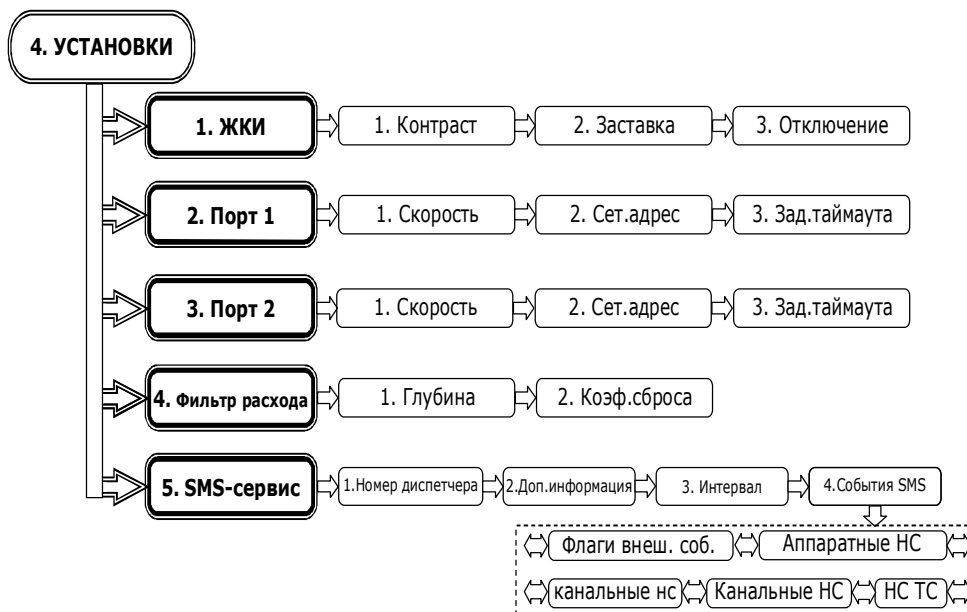 4. УСТАНОВКИ
1. ЖКИ
1. Контраст
2. Заставка
3. Отключение
2. Порт 1
1. Скорость
2. Сет.адрес
3. Зад.таймаута
3. Порт 2
1. Скорость
2. Сет.адрес
3. Зад.таймаута
4. Фильтр расхода
1. Глубина
2. Коэф.сброса
5. SMS-сервис
1.Номер диспетчера
2.Доп.информация
3. Интервал
4.События SMS
Флаги внеш. соб.
Аппаратные НС
канальные нс
Канальные НС
НС ТС